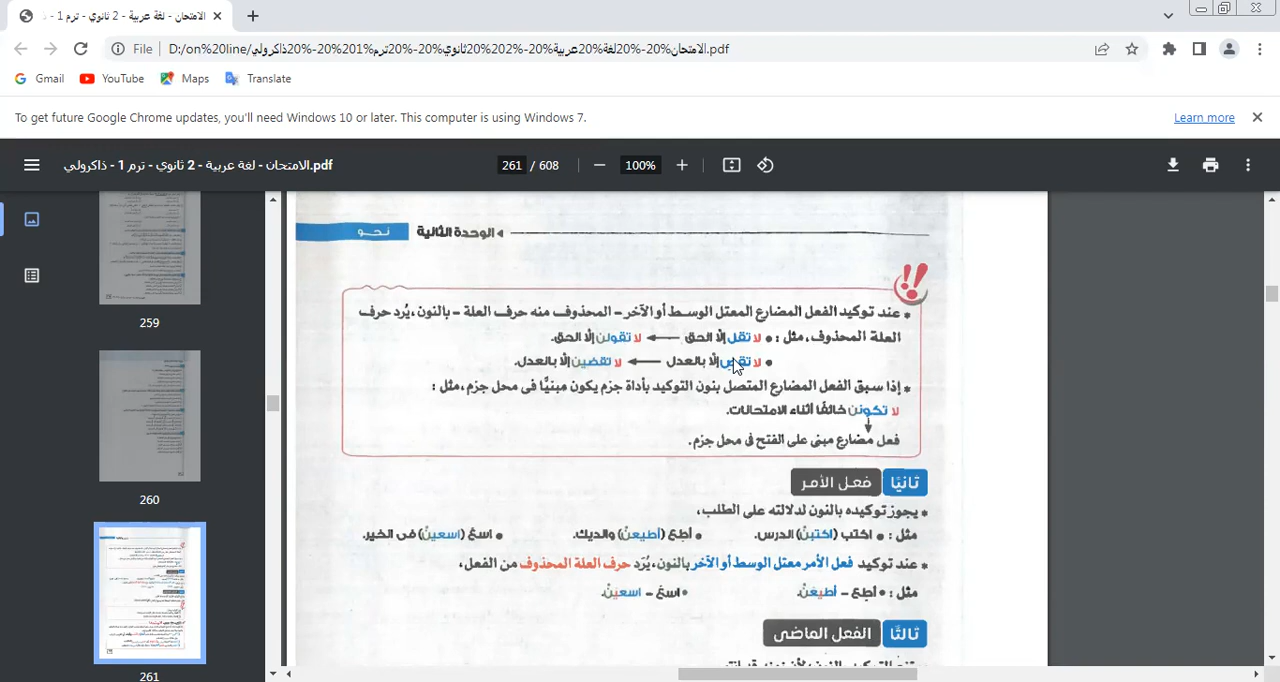 الامتحان - لغة عربية - 2 ثانوي - ترم 1 - ذ
File
D:/on%20line/الامتحان%20-%20لغة%20عربية%20-%202%20ثانوي%20-%20ترم%201%20-%20ذاكرولي.pdf
Gmail
YouTube
Maps
Translate
To get future Google Chrome updates, you'll need Windows 10 or later. This computer is using Windows 7.
Learn more
الامتحان - لغة عربية - 2 ثانوي - ترم 1 - ذاكرولي.pdf
261 / 608
100%
259
260
261
الوحدة الثانية
نحو
* عند توكيد الفعل المضارع المعتل الوسط أو الآخر - المحذوف منه حرف العلة - بالنون، يُرد حرف
العلة المحذوف، مثل : • لا تقل إلا الحق ← لا تقولن إلا الحق.
• لا تقض إلا بالعدل ← لا تقضين إلا بالعدل.
* إذا سبق الفعل المضارع المتصل بنون التوكيد بأداة جزم يكون مبنيًّا فى محل جزم، مثل :
لا تكونن خائفًا أثناء الامتحانات.
فعل مضارع مبنى على الفتح فى محل جزم.
ثانيًا فعل الأمر
* يجوز توكيده بالنون لدلالته على الطلب،
مثل : • اكتب (اكتبنْ) الدرس. • أطع (أطيعنْ) والديك. • اسعَ (اسعينْ) فى الخير.
* عند توكيد فعل الأمر معتل الوسط أو الآخر بالنون، يُرَد حرف العلة المحذوف من الفعل،
مثل : • أطِع - أطيعَنْ. • اسعَ - اسعينْ.
ثالثًا الفعل الماضى